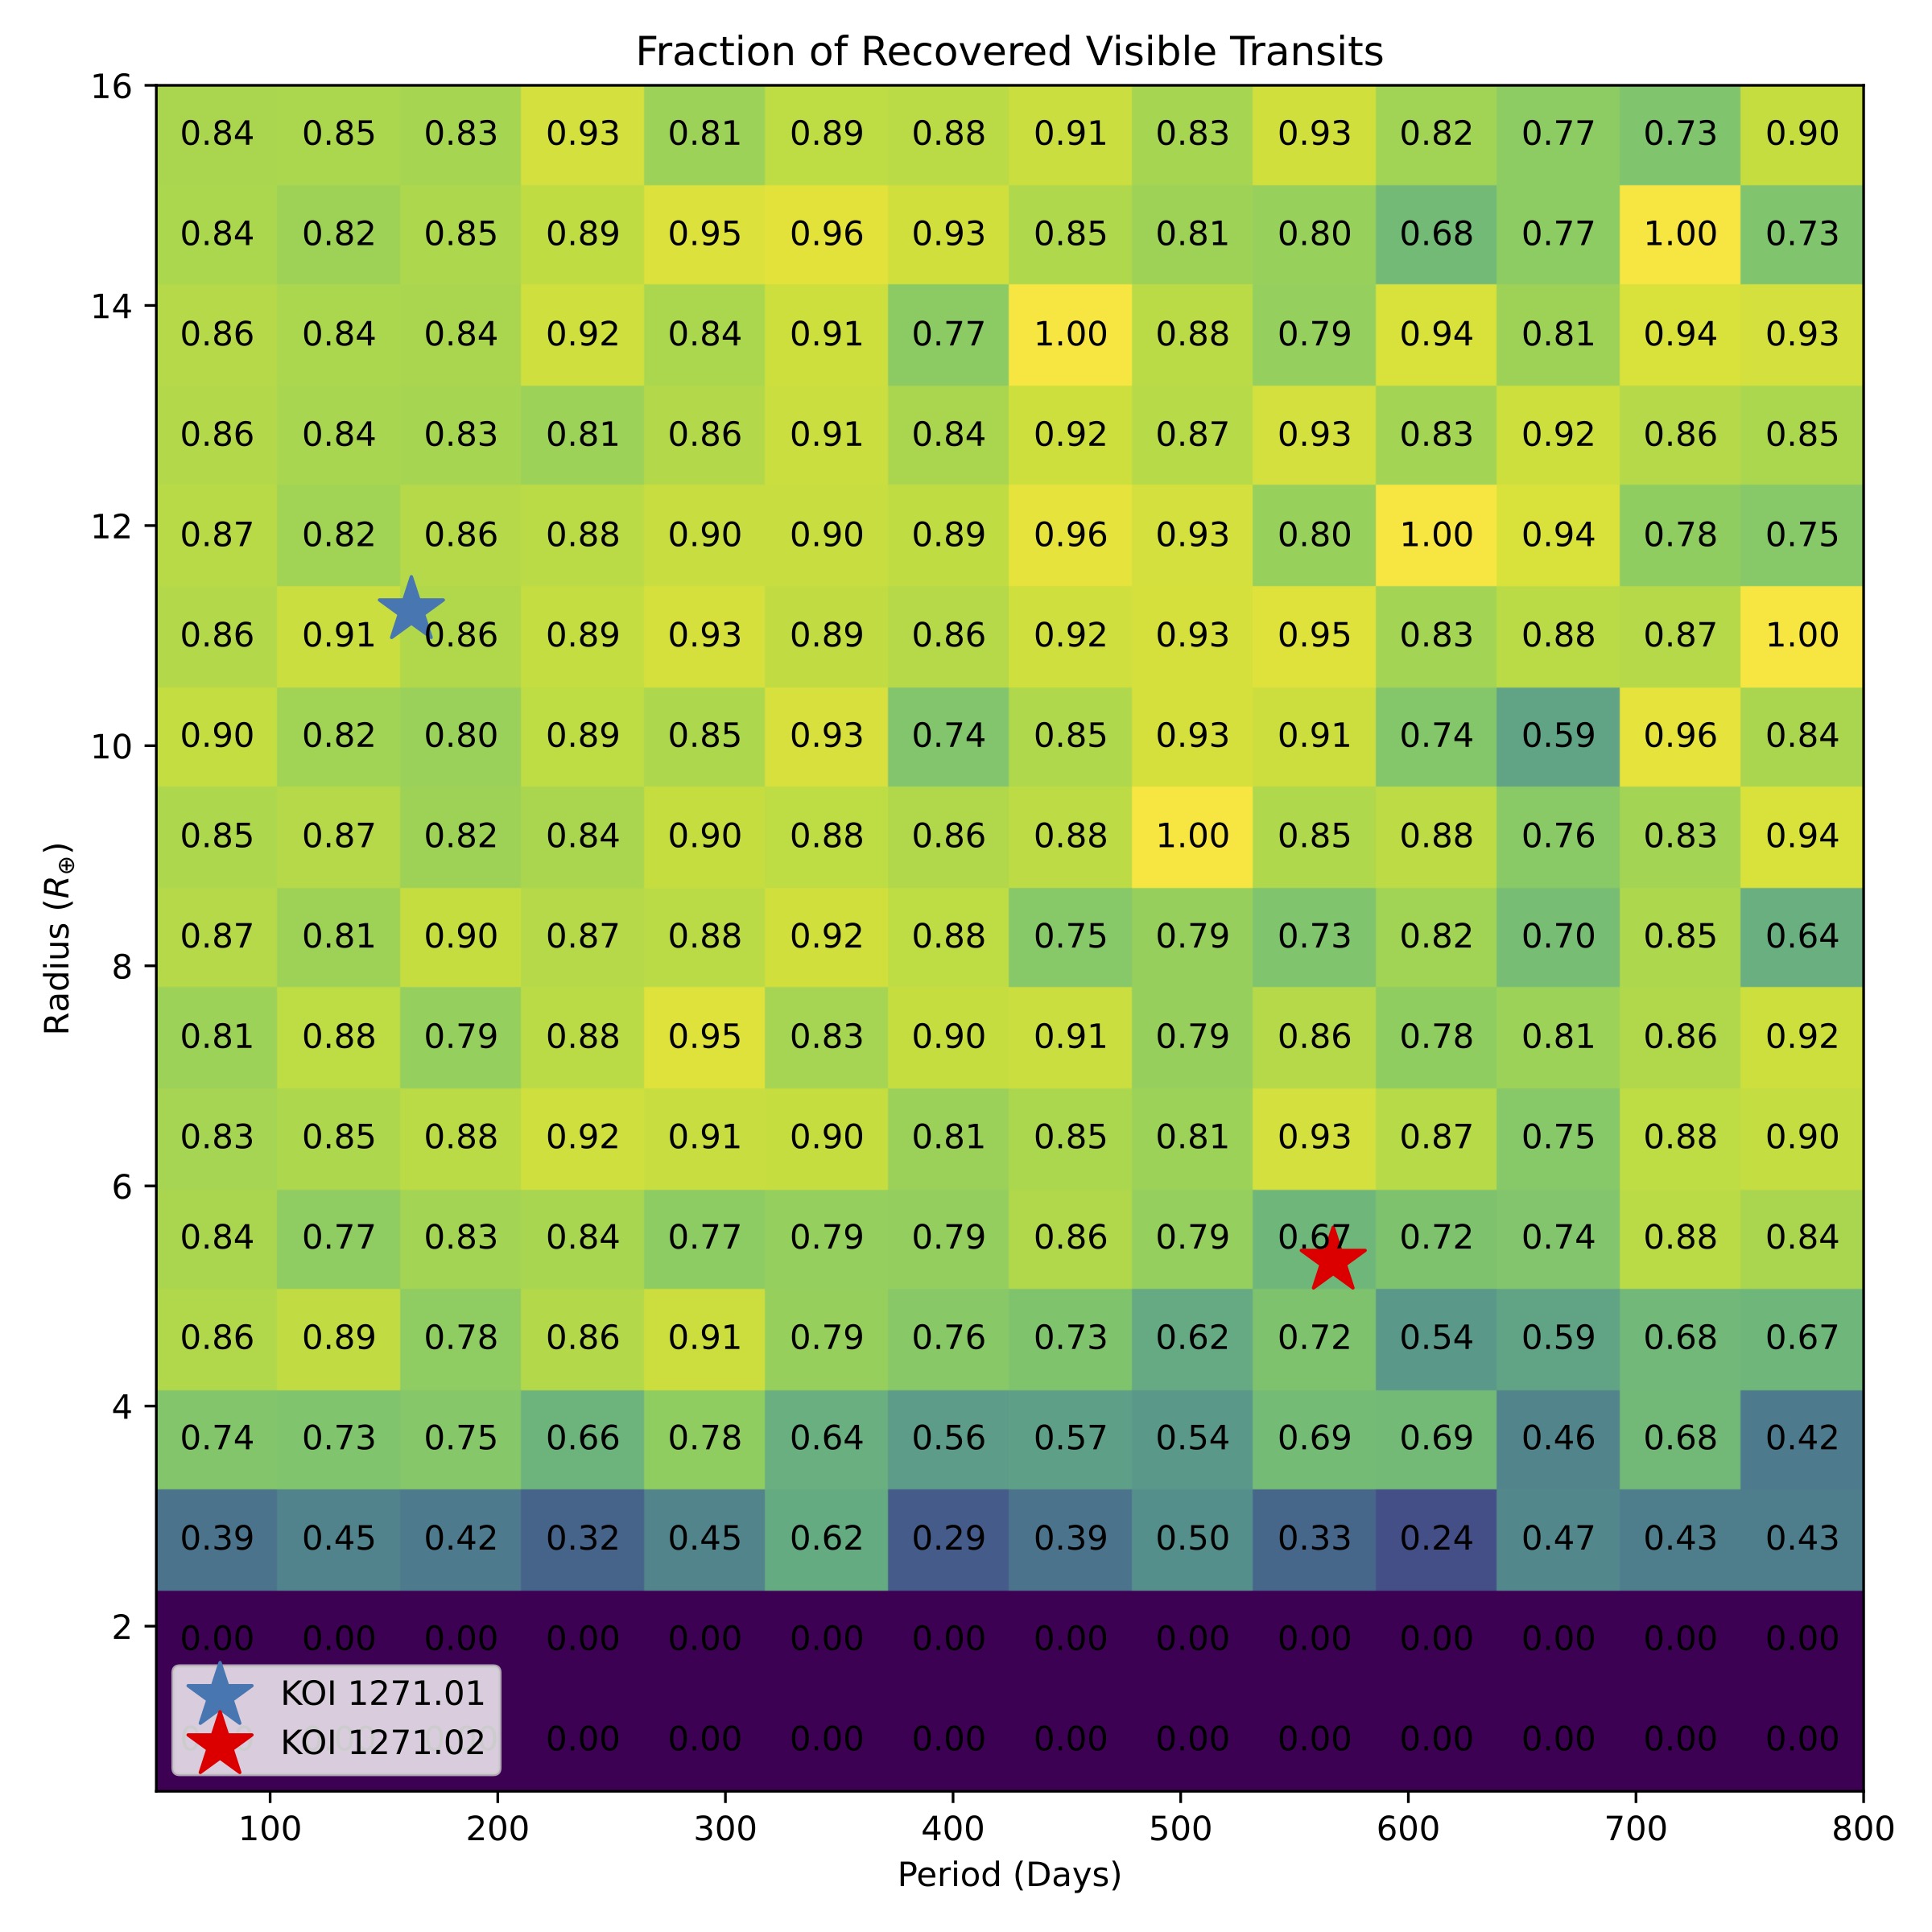 Fraction of Recovered Visible Transits
16
0.84 0.85 0.83 0.93 0.81 0.89 0.88 0.91 0.83 0.93 0.82 0.77 0.73 0.90
0.84 0.82 0.85 0.89 0.95 0.96 0.93 0.85 0.81 0.80 0.68 0.77 1.00 0.73
14
0.86 0.84 0.84 0.92 0.84 0.91 0.77 1.00 0.88 0.79 0.94 0.81 0.94 0.93
0.86 0.84 0.83 0.81 0.86 0.91 0.84 0.92 0.87 0.93 0.83 0.92 0.86 0.85
12
0.87 0.82 0.86 0.88 0.90 0.90 0.89 0.96 0.93 0.80 1.00 0.94 0.78 0.75
0.86 0.91 0.86 0.89 0.93 0.89 0.86 0.92 0.93 0.95 0.83 0.88 0.87 1.00
10
0.90 0.82 0.80 0.89 0.85 0.93 0.74 0.85 0.93 0.91 0.74 0.59 0.96 0.84
0.85 0.87 0.82 0.84 0.90 0.88 0.86 0.88 1.00 0.85 0.88 0.76 0.83 0.94
Radius (R⊕)
8
0.87 0.81 0.90 0.87 0.88 0.92 0.88 0.75 0.79 0.73 0.82 0.70 0.85 0.64
0.81 0.88 0.79 0.88 0.95 0.83 0.90 0.91 0.79 0.86 0.78 0.81 0.86 0.92
0.83 0.85 0.88 0.92 0.91 0.90 0.81 0.85 0.81 0.93 0.87 0.75 0.88 0.90
6
0.84 0.77 0.83 0.84 0.77 0.79 0.79 0.86 0.79 0.67 0.72 0.74 0.88 0.84
0.86 0.89 0.78 0.86 0.91 0.79 0.76 0.73 0.62 0.72 0.54 0.59 0.68 0.67
4
0.74 0.73 0.75 0.66 0.78 0.64 0.56 0.57 0.54 0.69 0.69 0.46 0.68 0.42
0.39 0.45 0.42 0.32 0.45 0.62 0.29 0.39 0.50 0.33 0.24 0.47 0.43 0.43
2
0.00 0.00 0.00 0.00 0.00 0.00 0.00 0.00 0.00 0.00 0.00 0.00 0.00 0.00
KOI 1271.01
KOI 1271.02
0.00 0.00 0.00 0.00 0.00 0.00 0.00 0.00 0.00 0.00 0.00
100 200 300 400 500 600 700 800
Period (Days)